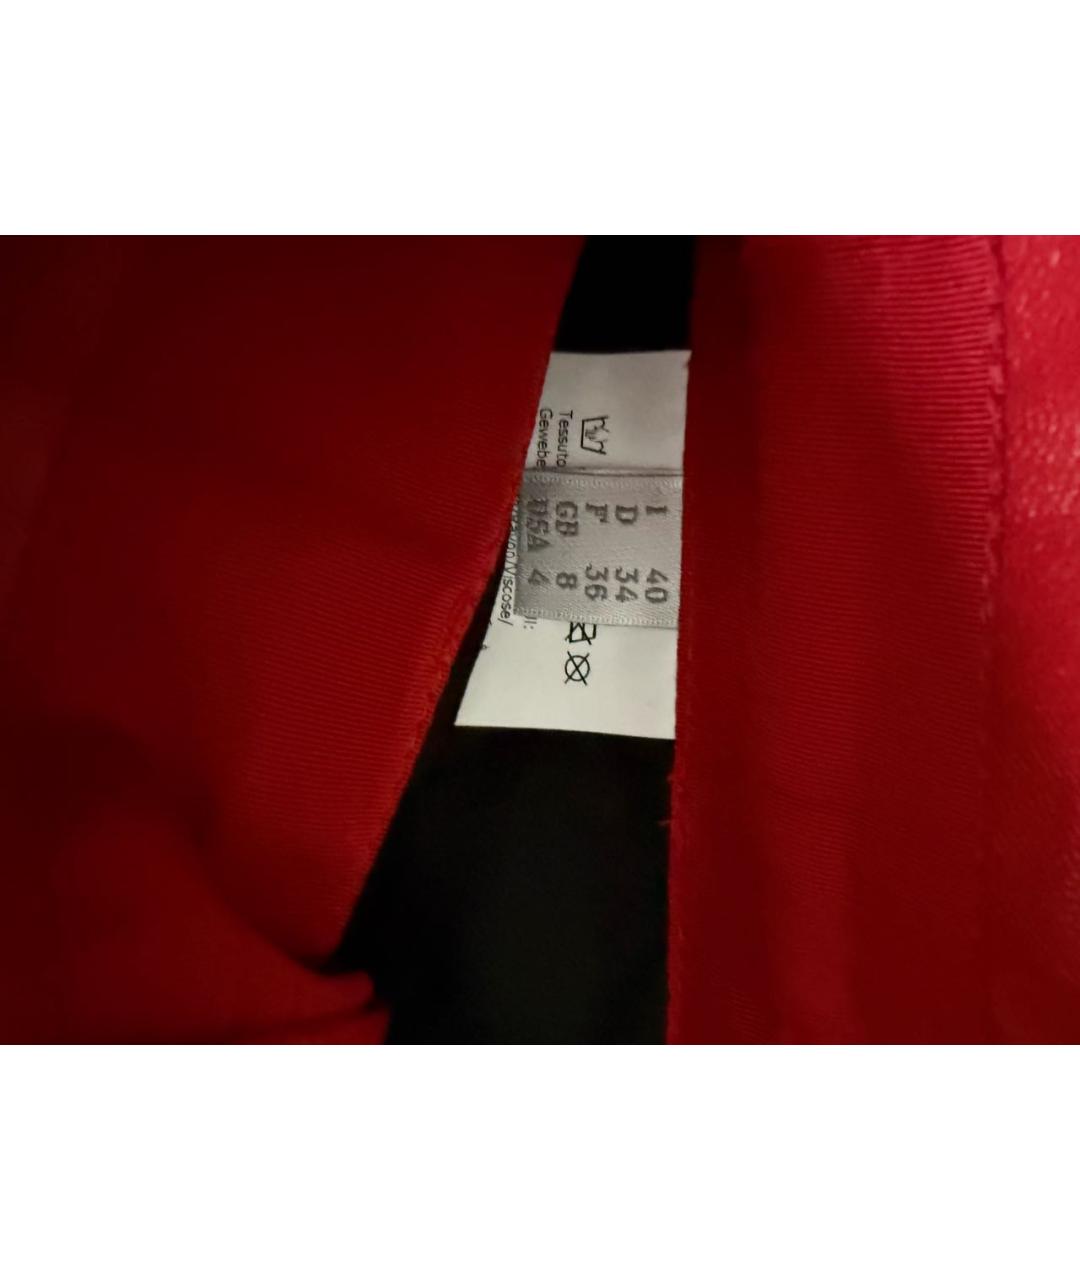 Tessuto
Gewebe
I 40
D 34
F 36
GB 8
USA 4
/Viscose/